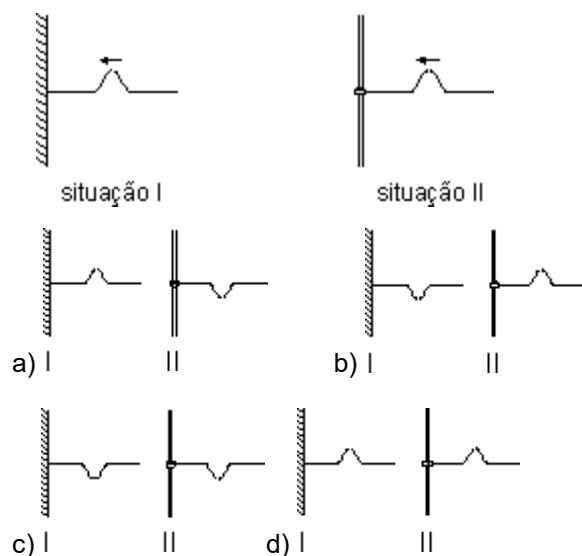 situação I
situação II
a) I
II
b) I
II
c) I
II
d) I
II